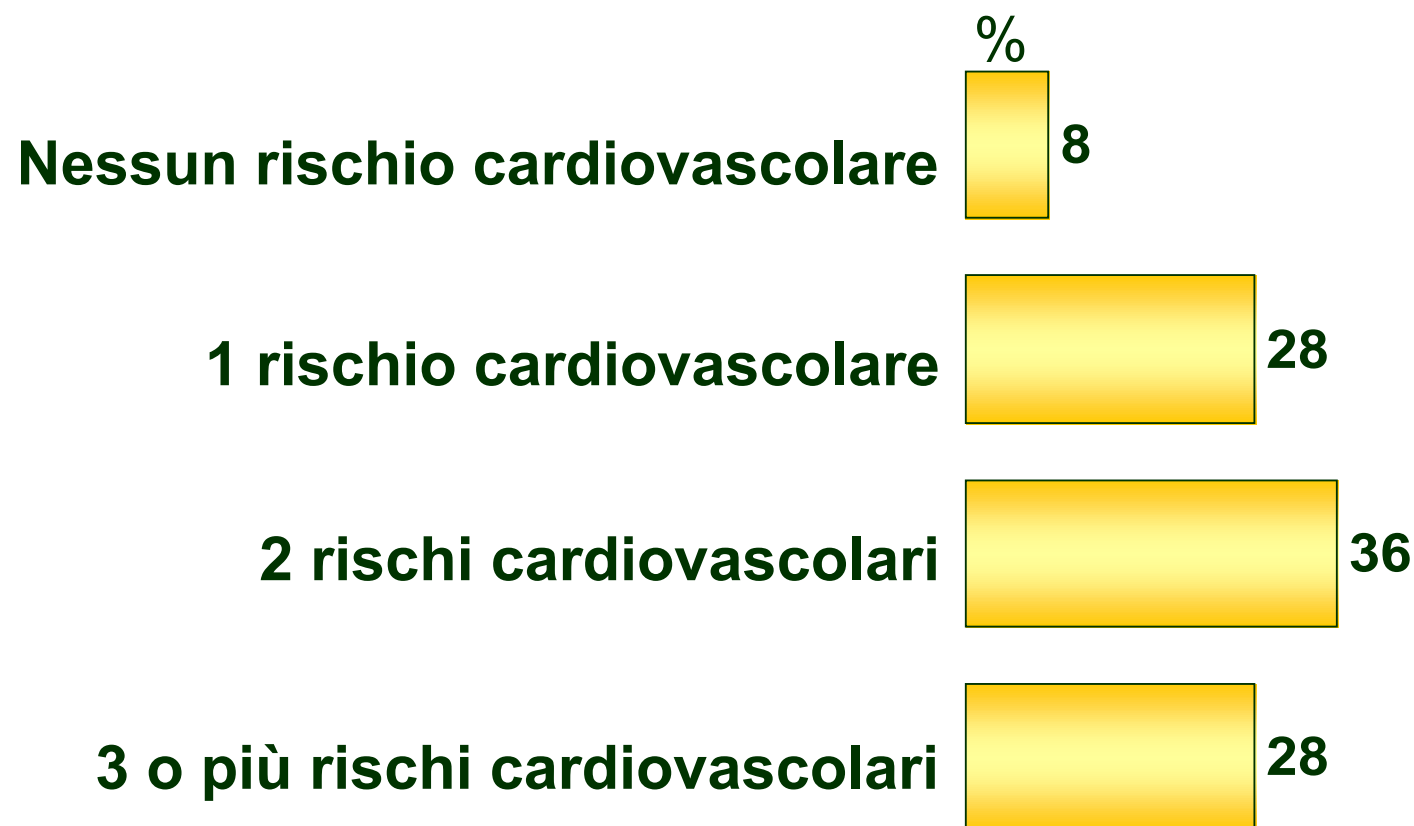 %
Nessun rischio cardiovascolare 8
1 rischio cardiovascolare 28
2 rischi cardiovascolari 36
3 o più rischi cardiovascolari 28